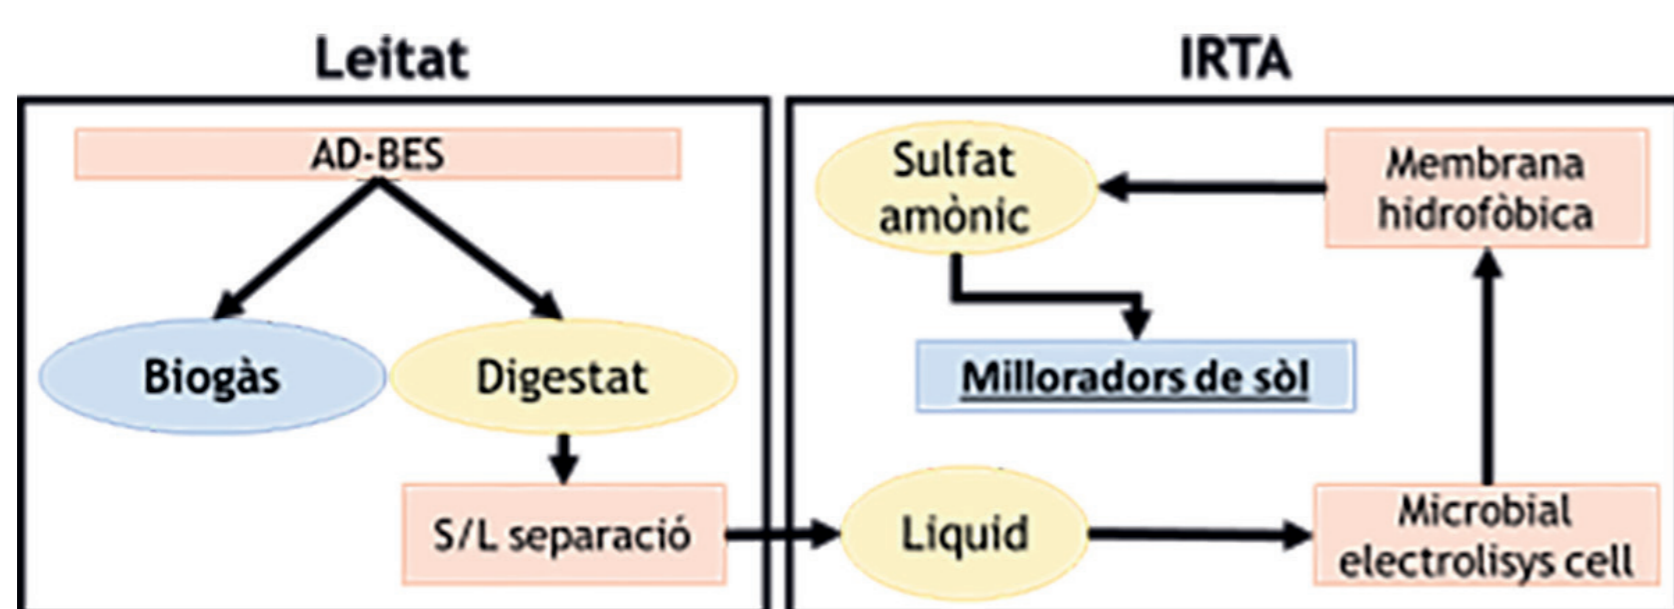 Leitat
AD-BES
Biogàs
Digestat
S/L separació
IRTA
Sulfat
amònic
Membrana
hidrofòbica
Milloradors de sòl
Liquid
Microbial
electrolisys cell